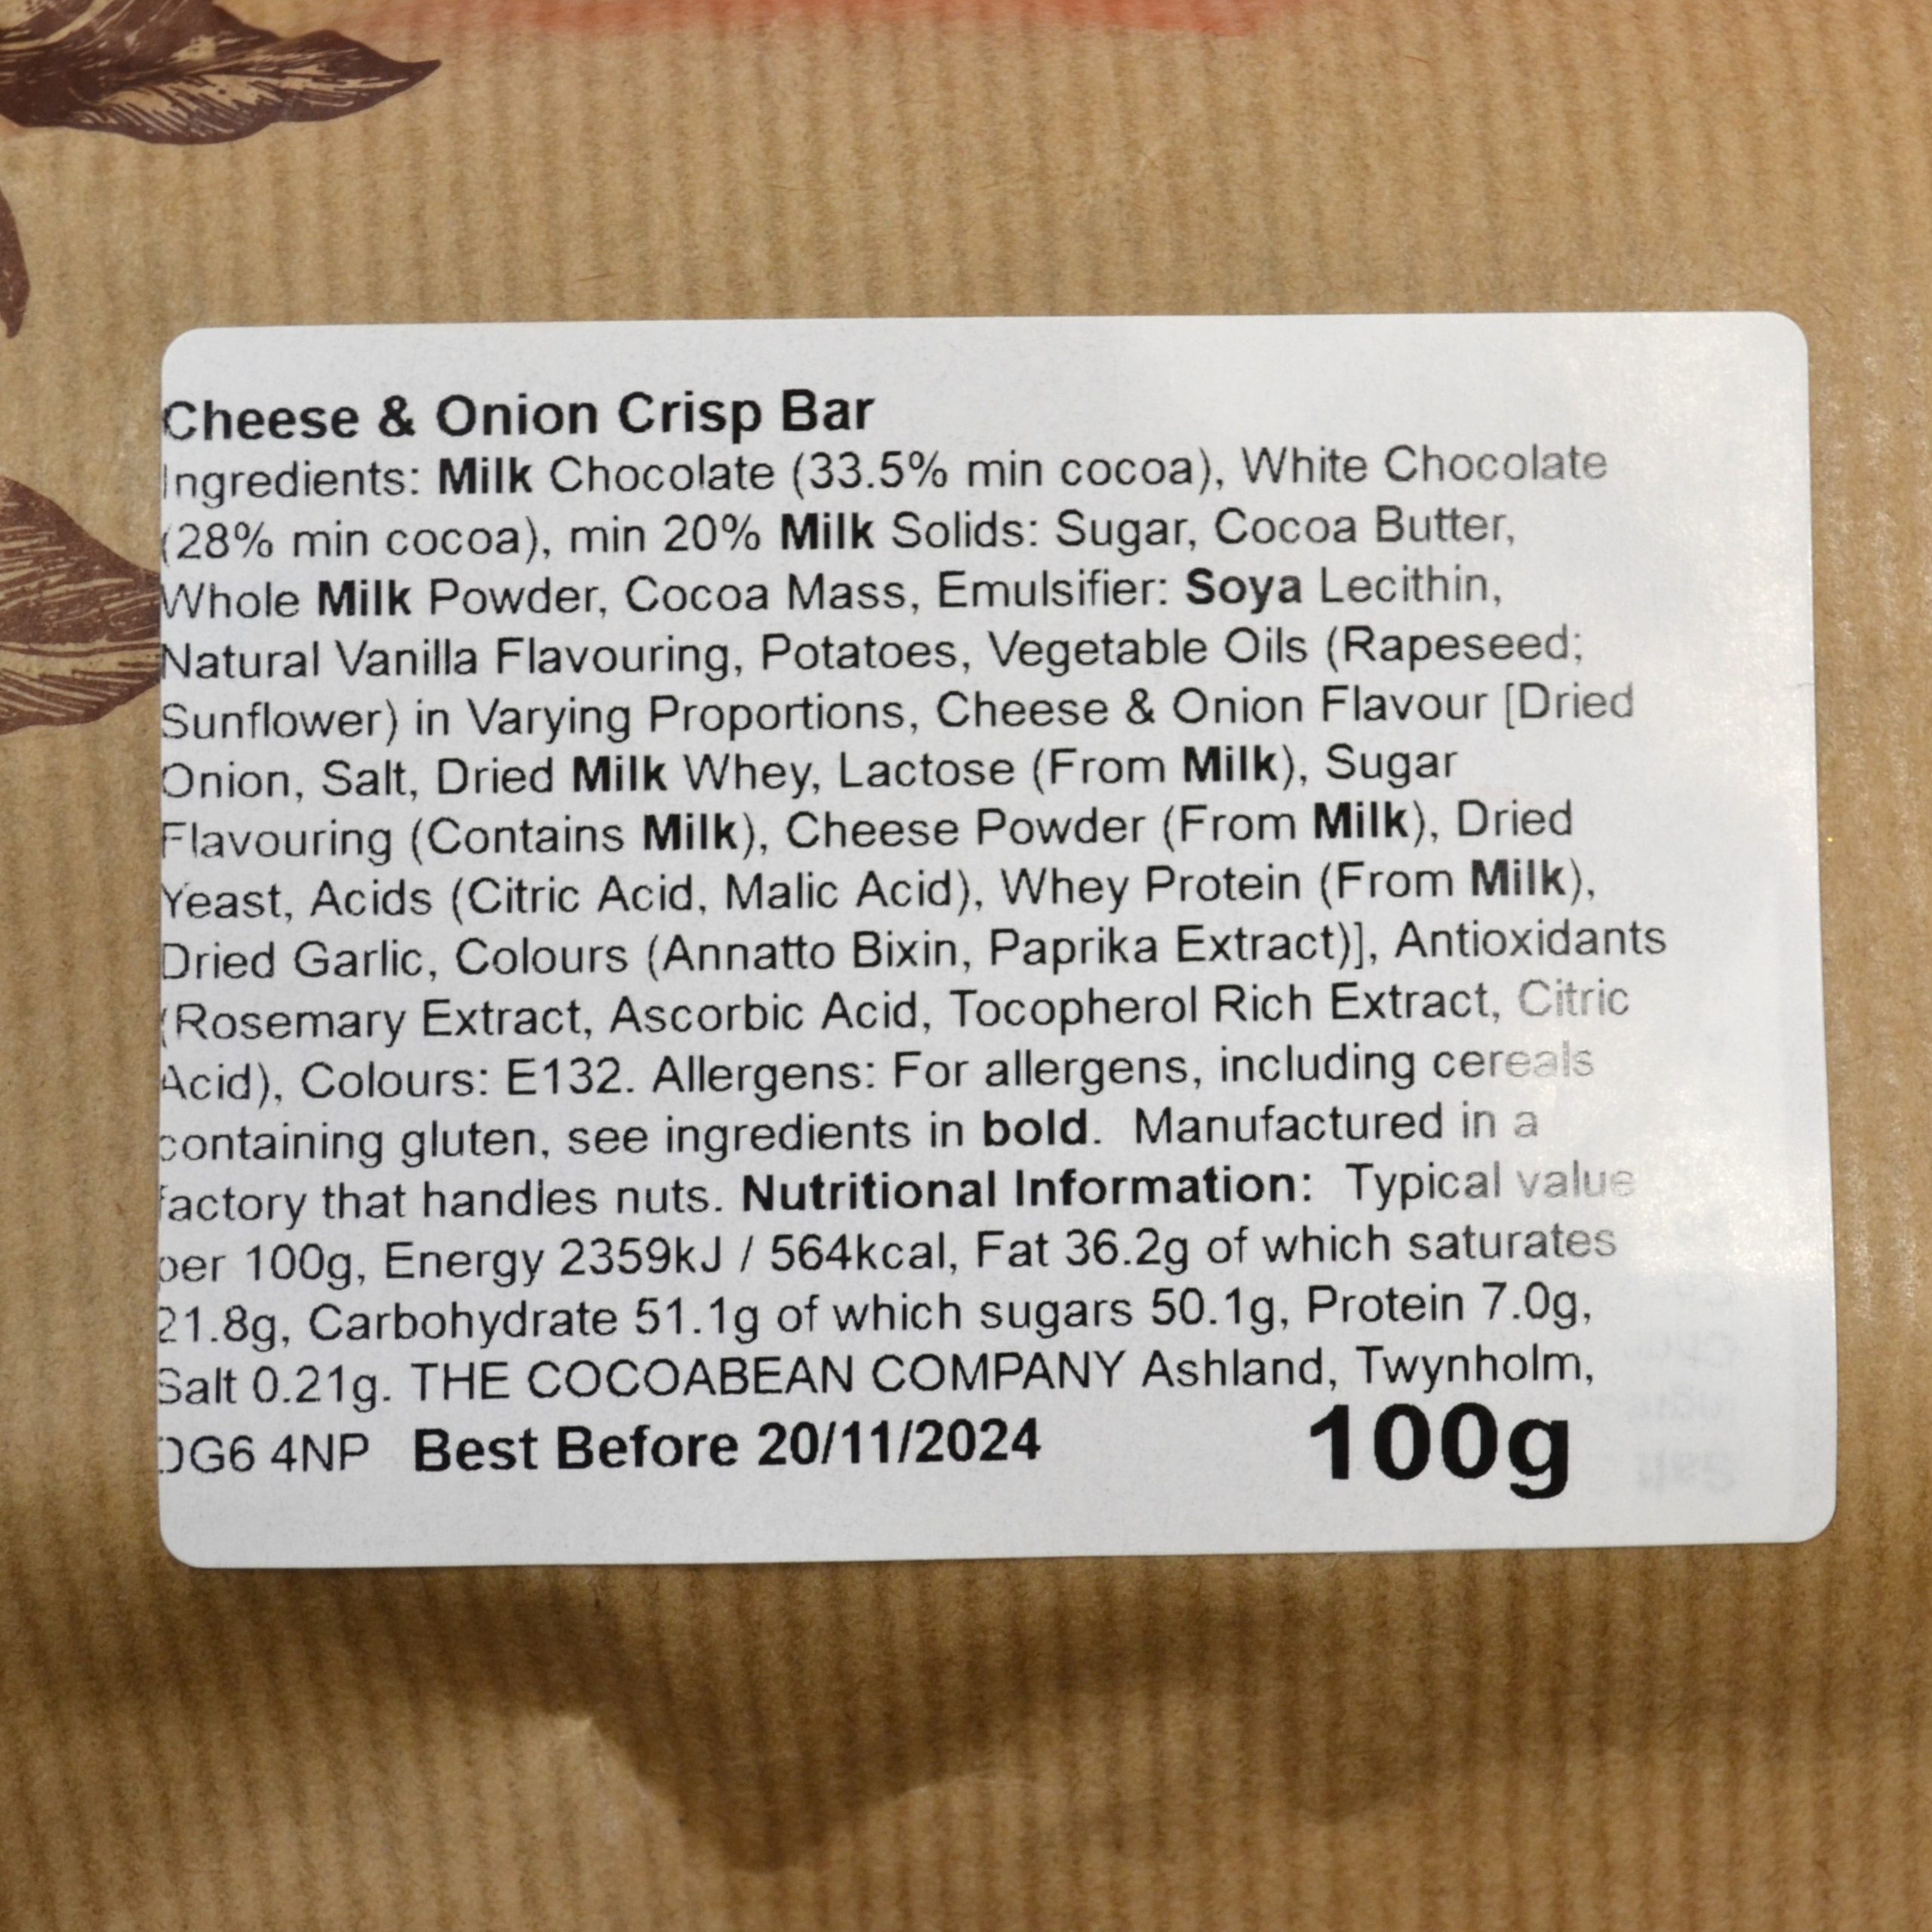 Cheese & Onion Crisp Bar
Ingredients: Milk Chocolate (33.5% min cocoa), White Chocolate
(28% min cocoa), min 20% Milk Solids: Sugar, Cocoa Butter,
Whole Milk Powder, Cocoa Mass, Emulsifier: Soya Lecithin,
Natural Vanilla Flavouring, Potatoes, Vegetable Oils (Rapeseed;
Sunflower) in Varying Proportions, Cheese & Onion Flavour [Dried
Onion, Salt, Dried Milk Whey, Lactose (From Milk), Sugar
Flavouring (Contains Milk), Cheese Powder (From Milk), Dried
Yeast, Acids (Citric Acid, Malic Acid), Whey Protein (From Milk),
Dried Garlic, Colours (Annatto Bixin, Paprika Extract)], Antioxidants
(Rosemary Extract, Ascorbic Acid, Tocopherol Rich Extract, Citric
Acid), Colours: E132. Allergens: For allergens, including cereals
containing gluten, see ingredients in bold. Manufactured in a
factory that handles nuts. Nutritional Information: Typical value
per 100g, Energy 2359kJ / 564kcal, Fat 36.2g of which saturates
21.8g, Carbohydrate 51.1g of which sugars 50.1g, Protein 7.0g,
Salt 0.21g. THE COCOABEAN COMPANY Ashland, Twynholm,
DG6 4NP Best Before 20/11/2024 100g